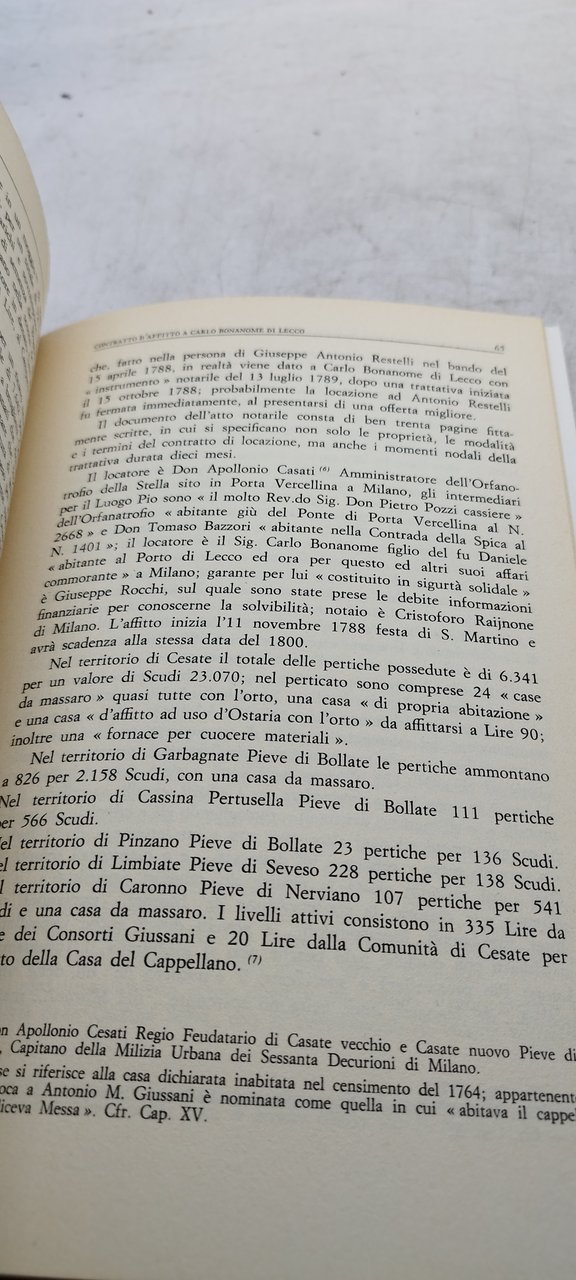 CONTRATTO D'AFFITTO A CARLO BONANOME DI LECCO 65
che, fatto nella persona di Giuseppe Antonio Restelli nel bando del
15 aprile 1788, in realtà viene dato a Carlo Bonanome di Lecco con
« instrumento » notarile del 13 luglio 1789, dopo una trattativa iniziata
il 15 ottobre 1788; probabilmente la locazione ad Antonio Restelli
fu fermata immediatamente, al presentarsi di una offerta migliore.
Il documento dell'atto notarile consta di ben trenta pagine fitta-
mente scritte, in cui si specificano non solo le proprietà, le modalità
e i termini del contratto di locazione, ma anche i momenti nodali della
trattativa durata dieci mesi.
Il locatore è Don Apollonio Casati (6) Amministratore dell'Orfano-
trofio della Stella sito in Porta Vercellina a Milano, gli intermediari
per il Luogo Pio sono « il molto Rev.do Sig. Don Pietro Pozzi cassiere »
dell'Orfanatrofio « abitante giù del Ponte di Porta Vercellina al N.
2668 » e Don Tomaso Bazzori « abitante nella Contrada della Spica al
N. 1401 »; il locatore è il Sig. Carlo Bonanome figlio del fu Daniele
« abitante al Porto di Lecco ed ora per questo ed altri suoi affari
commorante » a Milano; garante per lui « costituito in sigurtà solidale »
è Giuseppe Rocchi, sul quale sono state prese le debite informazioni
finanziarie per conoscerne la solvibilità; notaio è Cristoforo Raijnone
di Milano. L'affitto inizia l'11 novembre 1788 festa di S. Martino e
avrà scadenza alla stessa data del 1800.
Nel territorio di Cesate il totale delle pertiche possedute è di 6.341
per un valore di Scudi 23.070; nel perticato sono comprese 24 « case
da massaro » quasi tutte con l'orto, una casa « di propria abitazione »
e una casa « d'affitto ad uso d'Ostaria con l'orto » da affittarsi a Lire 90;
inoltre una « fornace per cuocere materiali ».
Nel territorio di Garbagnate Pieve di Bollate le pertiche ammontano
a 826 per 2.158 Scudi, con una casa da massaro.
Nel territorio di Cassina Pertusella Pieve di Bollate 111 pertiche
per 566 Scudi.
el territorio di Pinzano Pieve di Bollate 23 pertiche per 136 Scudi.
el territorio di Limbiate Pieve di Seveso 228 pertiche per 138 Scudi.
l territorio di Caronno Pieve di Nerviano 107 pertiche per 541
di e una casa da massaro. I livelli attivi consistono in 335 Lire da
e dei Consorti Giussani e 20 Lire dalla Comunità di Cesate per
to della Casa del Cappellano. (7)
n Apollonio Cesati Regio Feudatario di Casate vecchio e Casate nuovo Pieve di
, Capitano della Milizia Urbana dei Sessanta Decurioni di Milano.
se si riferisce alla casa dichiarata inabitata nel censimento del 1764; appartenent
oca a Antonio M. Giussani è nominata come quella in cui « abitava il cappe
liceva Messa ». Cfr. Cap. XV.